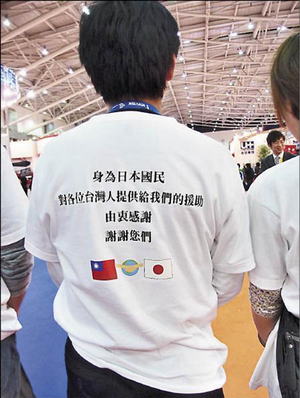 身為日本國民
對各位台灣人提供給我們的援助
由衷感謝
謝謝您們